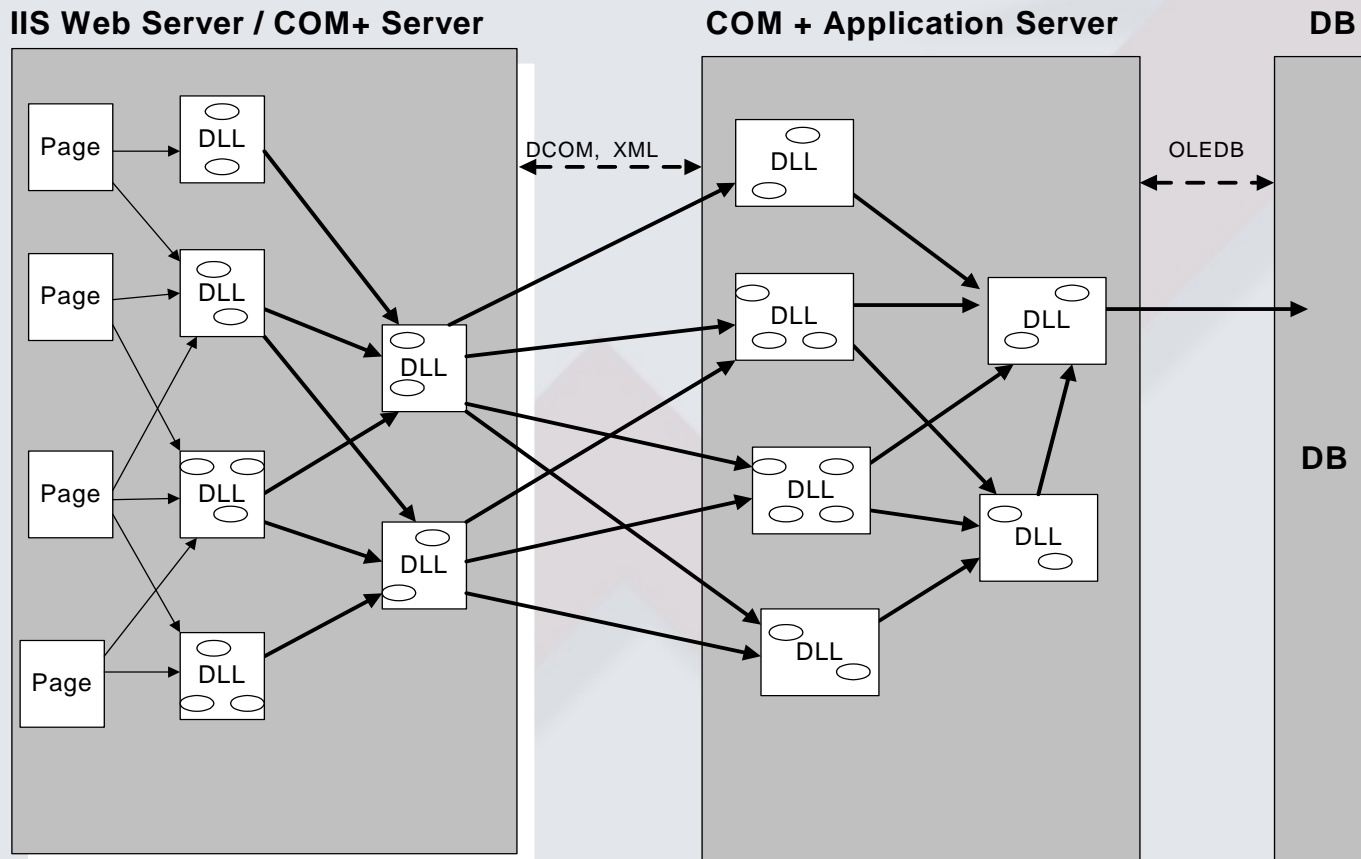 IIS Web Server / COM+ Server
COM + Application Server
DB
Page
DLL
DCOM, XML
DLL
OLEDB
Page
DLL
DLL
DLL
DLL
Page
DLL
DLL
DB
DLL
DLL
Page
DLL
DLL